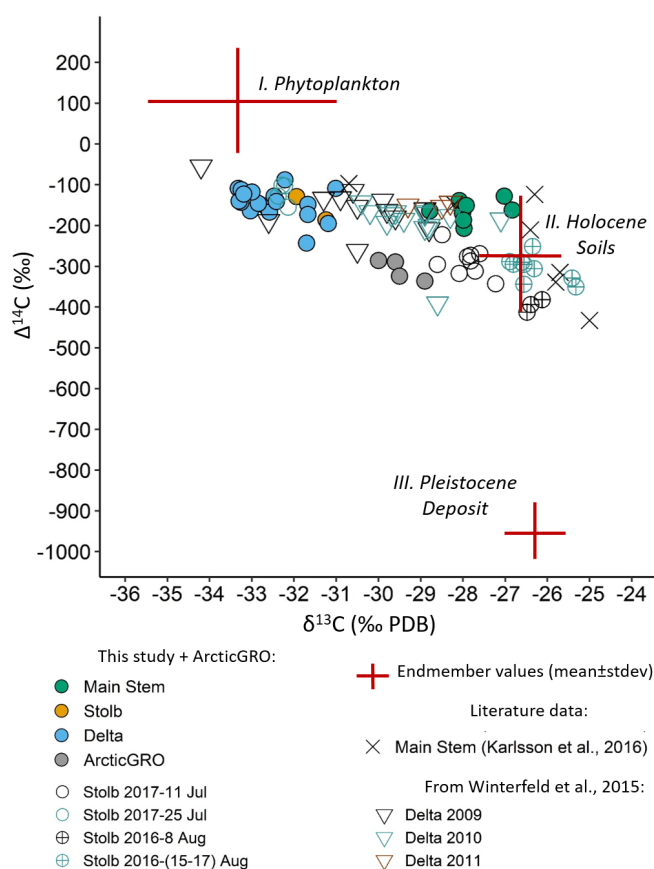 200
100
0
-100
-200
-300
-400
-500
-600
-700
-800
-900
-1000
Δ14C (‰)
I. Phytoplankton
II. Holocene
Soils
III. Pleistocene
Deposit
-36 -35 -34 -33 -32 -31 -30 -29 -28 -27 -26 -25 -24
δ13C (‰ PDB)
This study + ArcticGRO:
Main Stem
Stolb
Delta
ArcticGRO
Stolb 2017-11 Jul
Stolb 2017-25 Jul
Stolb 2016-8 Aug
Stolb 2016-(15-17) Aug
Endmember values (mean±stdev)
Literature data:
Main Stem (Karlsson et al., 2016)
From Winterfeld et al., 2015:
Delta 2009
Delta 2010
Delta 2011